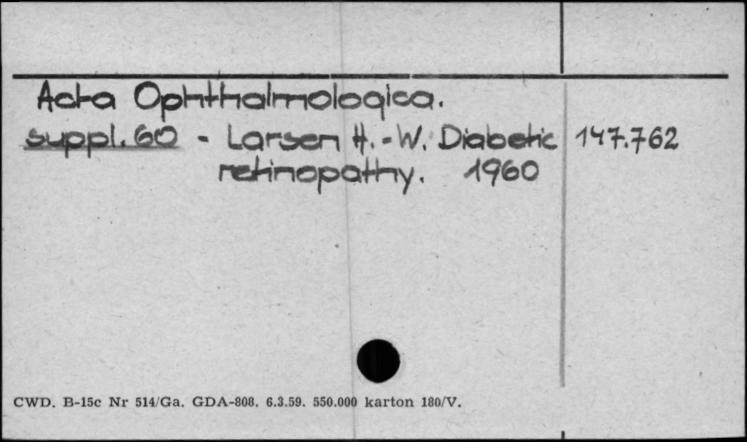 Acta Ophthalmologica.
suppl. 60 - Larsen H.-W. Diabetic 147.762
retinopathy. 1960
CWD. B-15c Nr 514/Ga. GDA-808. 6.3.59. 550.000 karton 180/V.